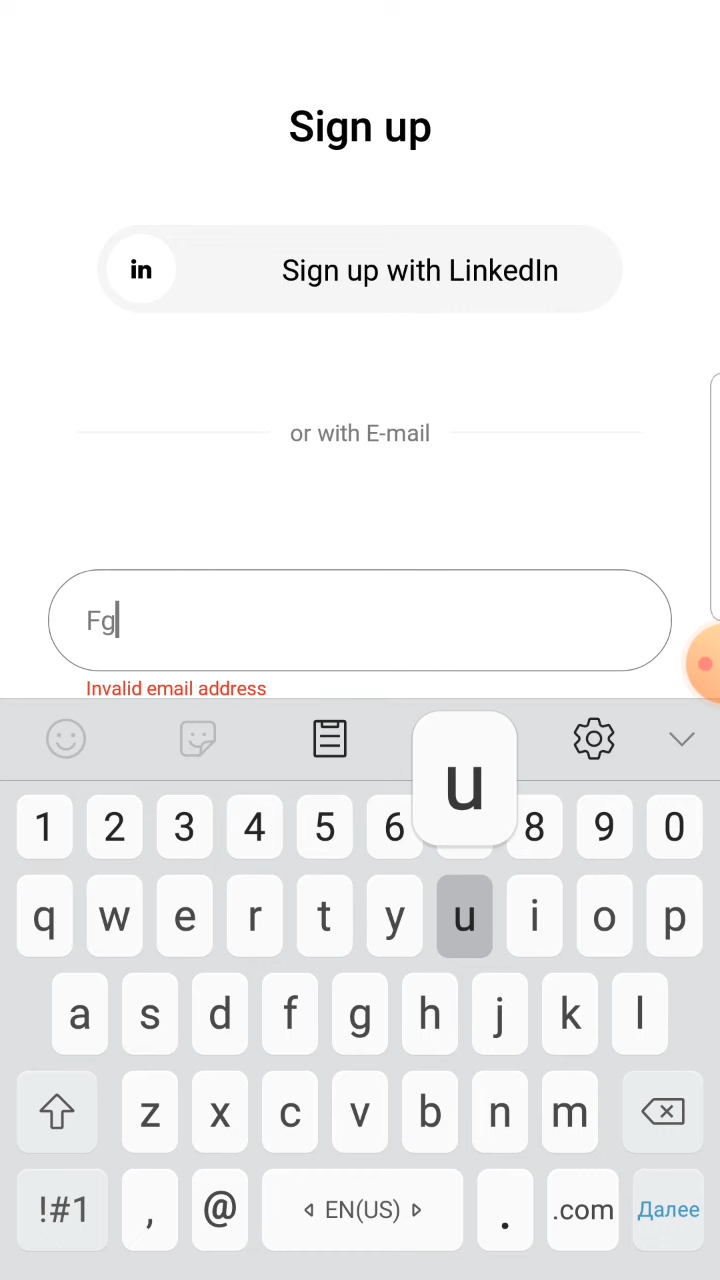 Sign up
in Sign up with LinkedIn
or with E-mail
Fg
Invalid email address
u
1 2 3 4 5 6 8 9 0
q w e r t y u i o p
a s d f g h j k l
z x c v b n m
!#1 , @ EN(US) . .com Далее